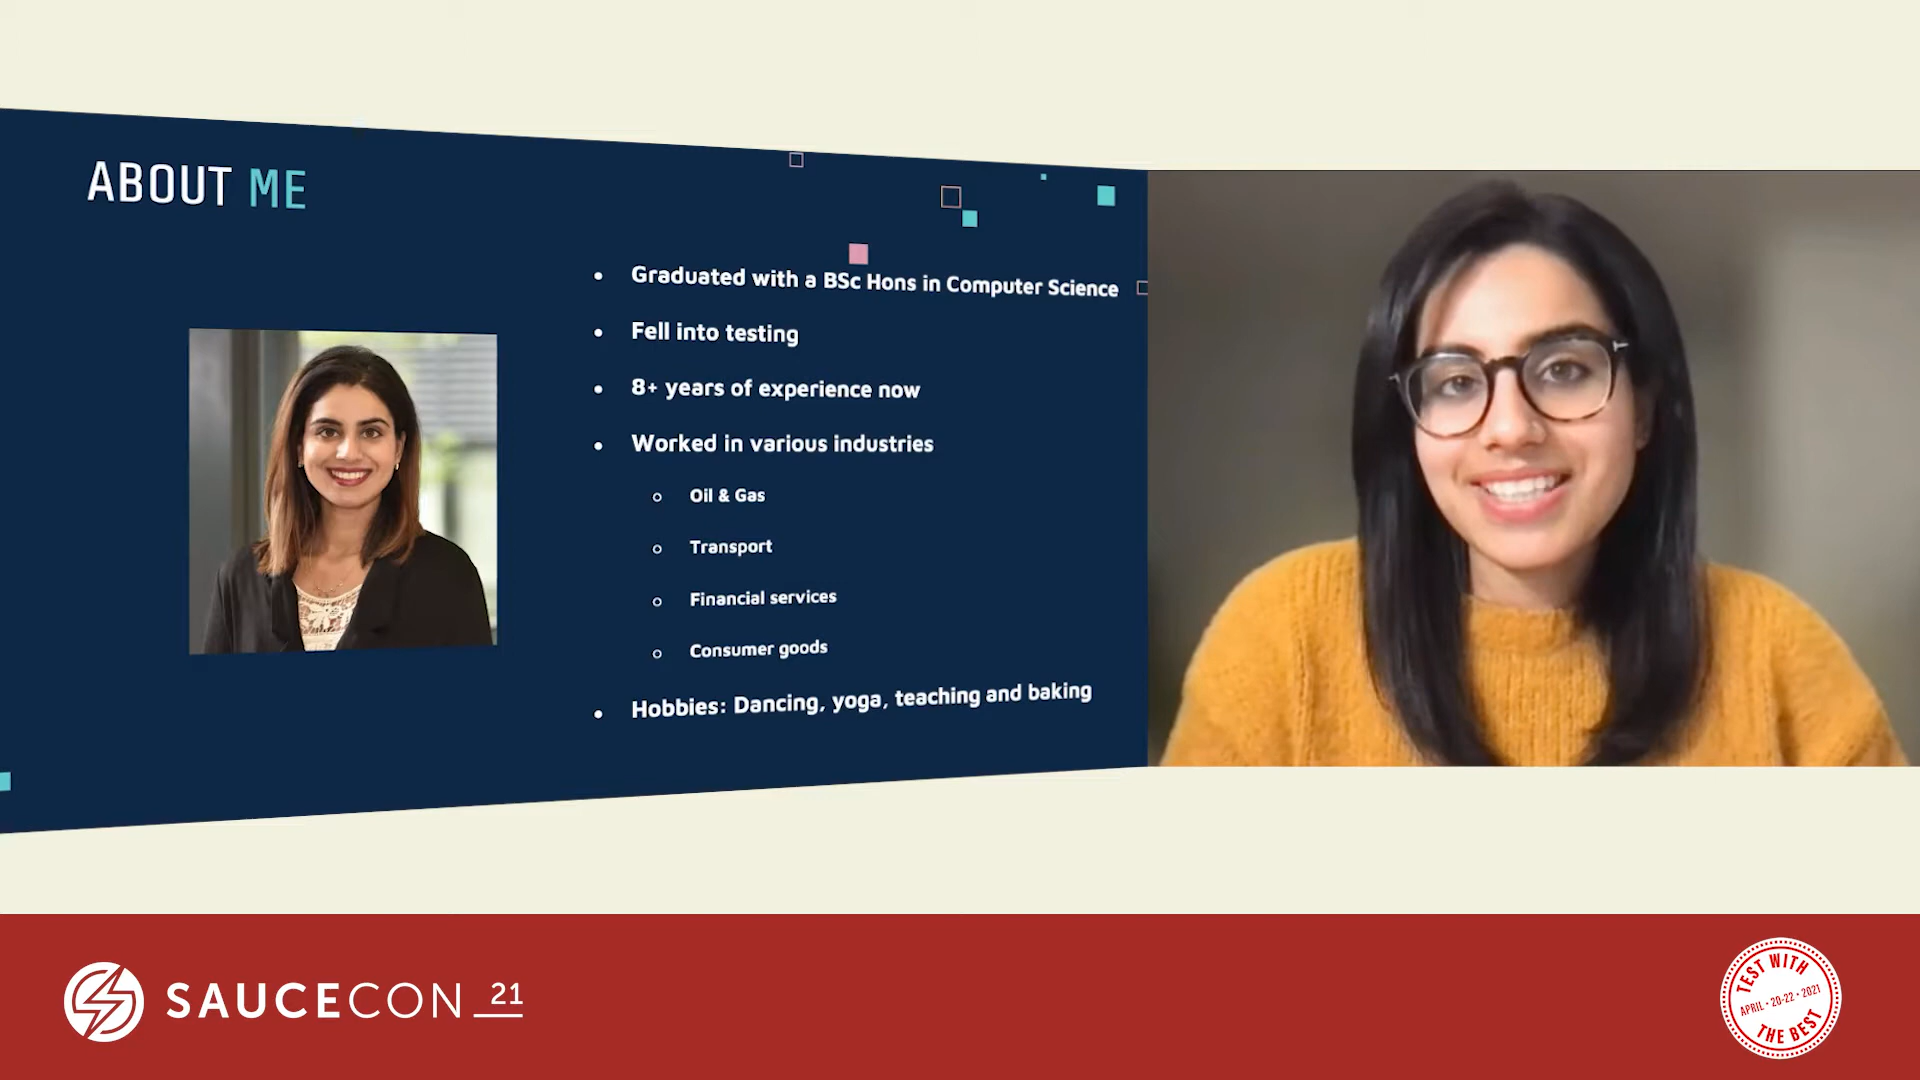 ABOUT ME
Graduated with a BSc Hons in Computer Science
Fell into testing
8+ years of experience now
Worked in various industries
Oil & Gas
Transport
Financial services
Consumer goods
Hobbies: Dancing, yoga, teaching and baking
SAUCECON 21
TEST WITH
APRIL • 20-22 • 2021
THE BEST